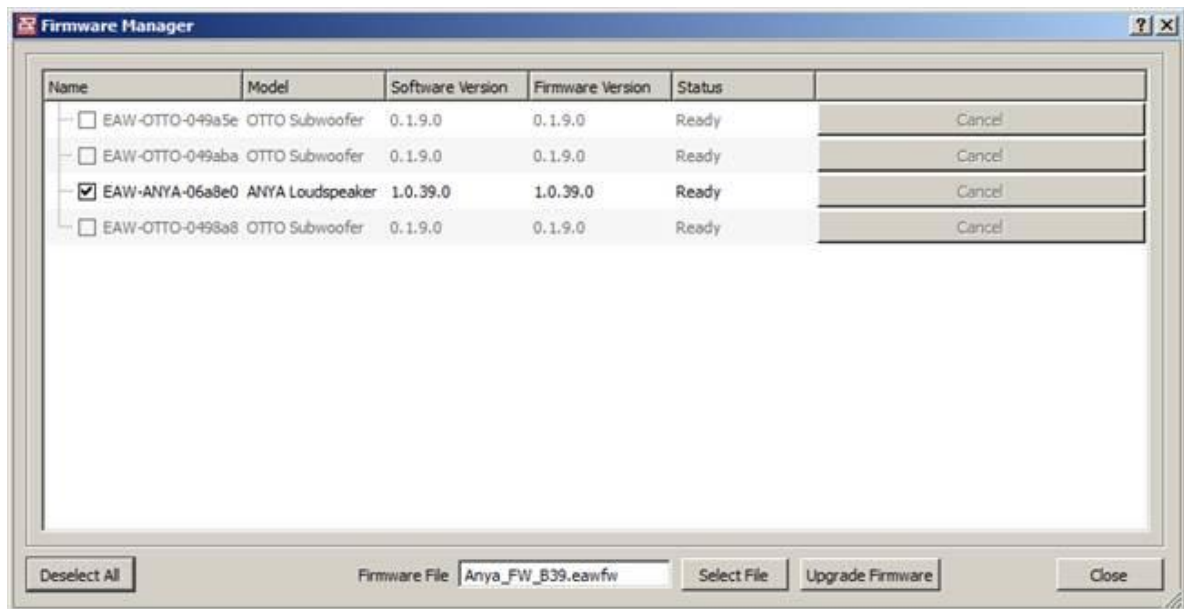 Firmware Manager
Name Model Software Version Firmware Version Status
EAW-OTTO-049a5e OTTO Subwoofer 0.1.9.0 0.1.9.0 Ready Cancel
EAW-OTTO-049aba OTTO Subwoofer 0.1.9.0 0.1.9.0 Ready Cancel
EAW-ANYA-06a8e0 ANYA Loudspeaker 1.0.39.0 1.0.39.0 Ready Cancel
EAW-OTTO-0498a8 OTTO Subwoofer 0.1.9.0 0.1.9.0 Ready Cancel
Deselect All Firmware File Anya_FW_B39.eawfw Select File Upgrade Firmware Close